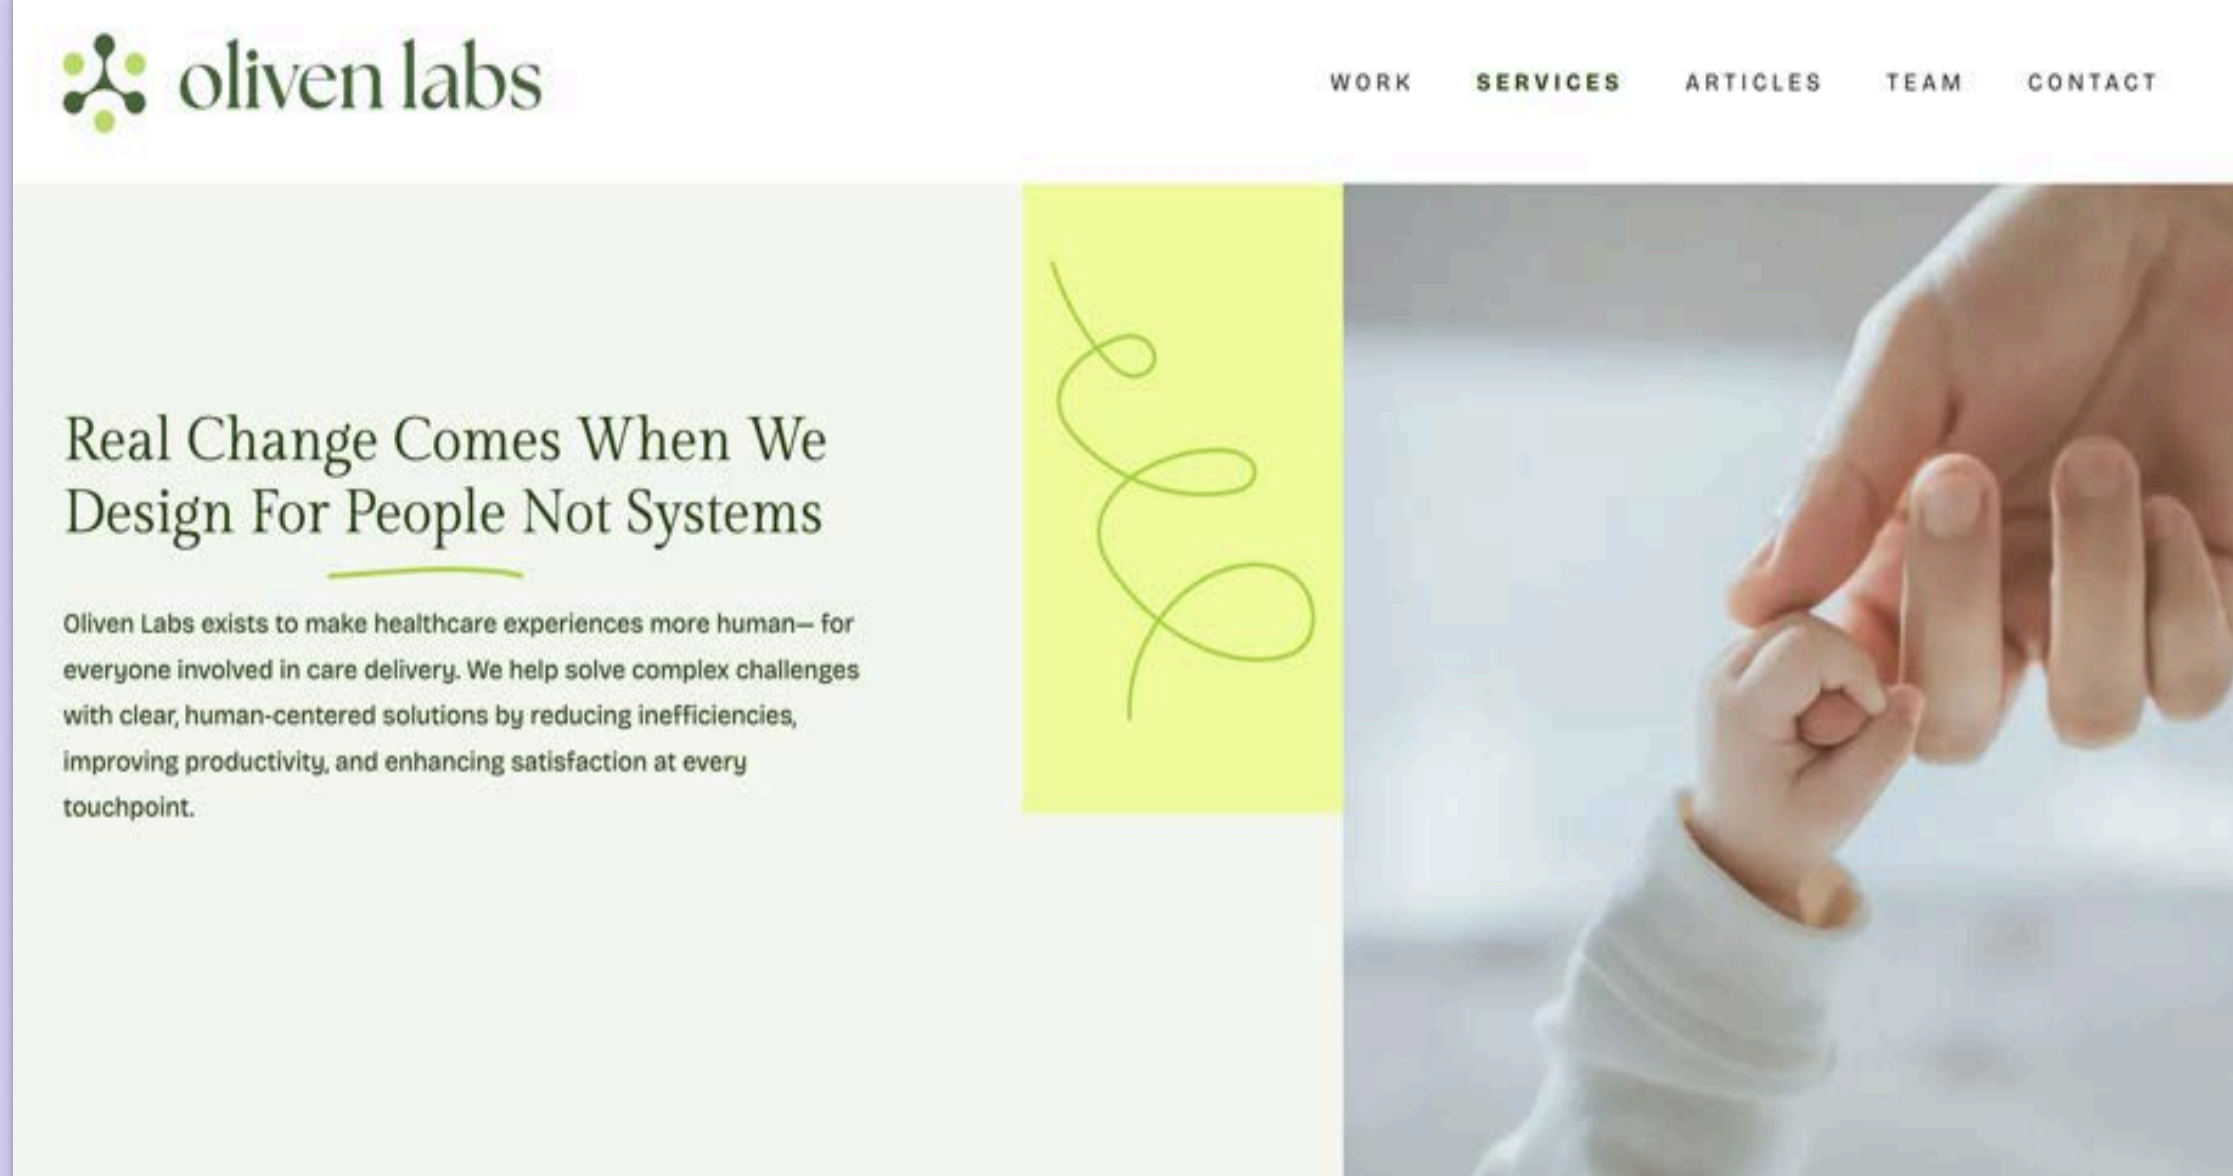 oliven labs
WORK SERVICES ARTICLES TEAM CONTACT
Real Change Comes When We
Design For People Not Systems
Oliven Labs exists to make healthcare experiences more human— for
everyone involved in care delivery. We help solve complex challenges
with clear, human-centered solutions by reducing inefficiencies,
improving productivity, and enhancing satisfaction at every
touchpoint.